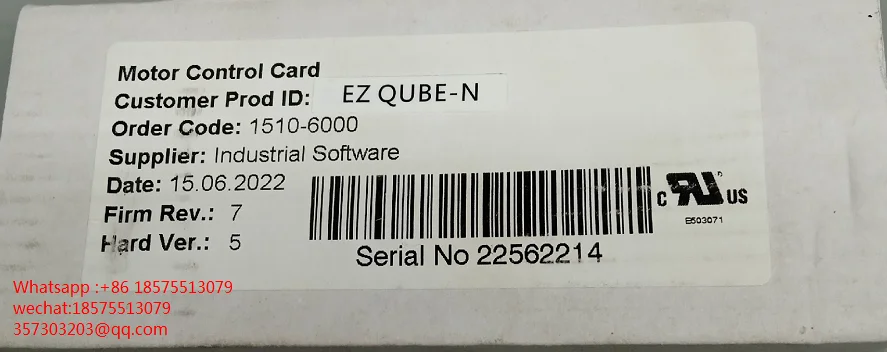 Motor Control Card
Customer Prod ID: EZ QUBE-N
Order Code: 1510-6000
Supplier: Industrial Software
Date: 15.06.2022
Firm Rev.: 7
Hard Ver.: 5
Serial No 22562214
c RU US
E503071
Whatsapp :+86 18575513079
wechat:18575513079
357303203@qq.com